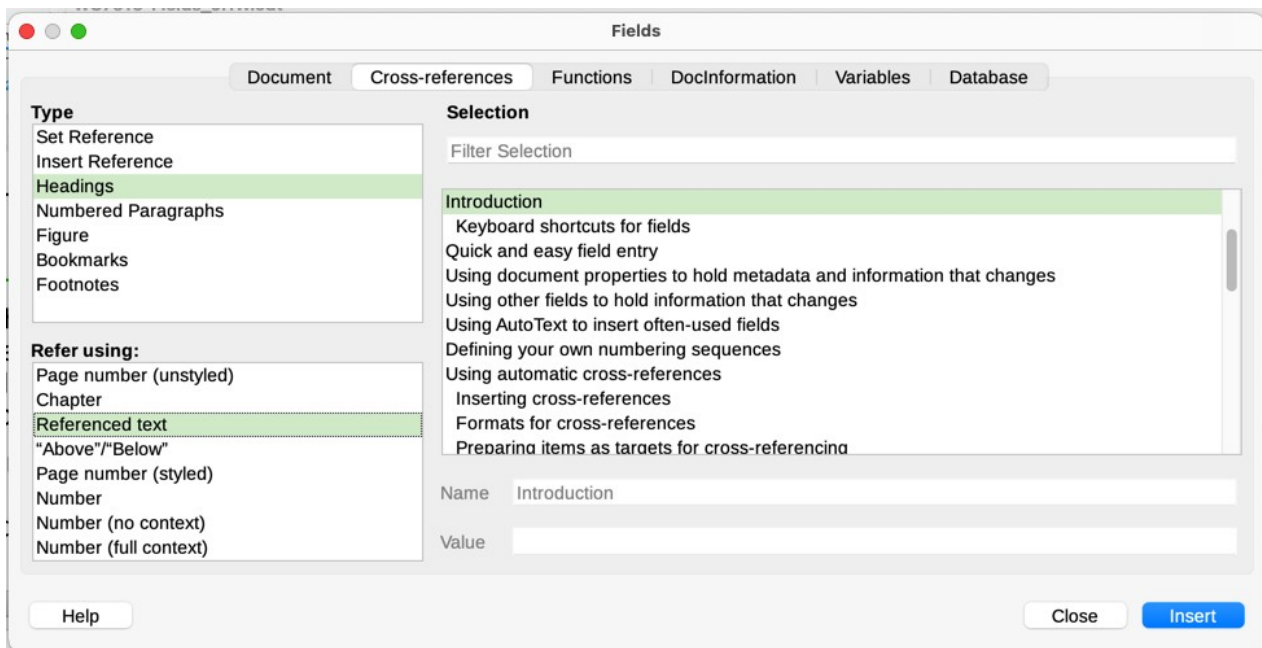 Fields
Document Cross-references Functions DocInformation Variables Database
Type
Set Reference
Insert Reference
Headings
Numbered Paragraphs
Figure
Bookmarks
Footnotes
Refer using:
Page number (unstyled)
Chapter
Referenced text
“Above”/“Below”
Page number (styled)
Number
Number (no context)
Number (full context)
Selection
Filter Selection
Introduction
Keyboard shortcuts for fields
Quick and easy field entry
Using document properties to hold metadata and information that changes
Using other fields to hold information that changes
Using AutoText to insert often-used fields
Defining your own numbering sequences
Using automatic cross-references
Inserting cross-references
Formats for cross-references
Preparing items as targets for cross-referencing
Name Introduction
Value
Help Close Insert